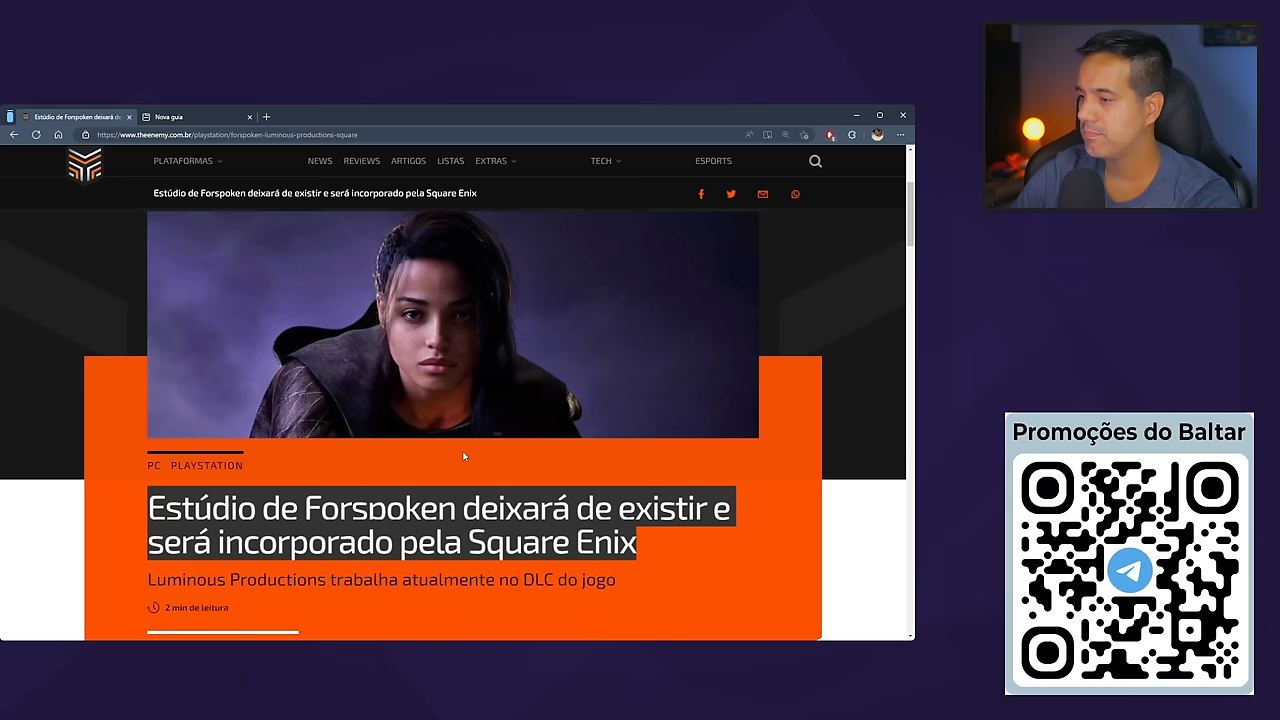 Estúdio de Forspoken deixará de
Nova guia
https://www.theenemy.com.br/playstation/forspoken-luminous-productions-square
PLATAFORMAS NEWS REVIEWS ARTIGOS LISTAS EXTRAS TECH ESPORTS
Estúdio de Forspoken deixará de existir e será incorporado pela Square Enix
PC PLAYSTATION
Estúdio de Forspoken deixará de existir e
será incorporado pela Square Enix
Luminous Productions trabalha atualmente no DLC do jogo
2 min de leitura
Promoções do Baltar